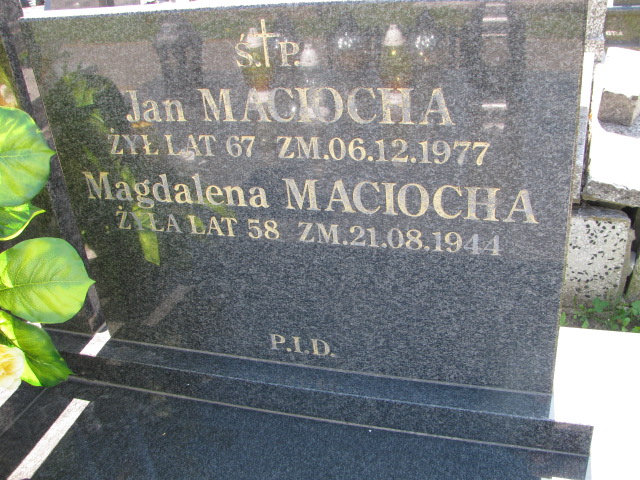 Ś.†P.
Jan MACIOCHA
ŻYŁ LAT 67 ZM.06.12.1977
Magdalena MACIOCHA
ŻYŁA LAT 58 ZM.21.08.1944
P.I.D.